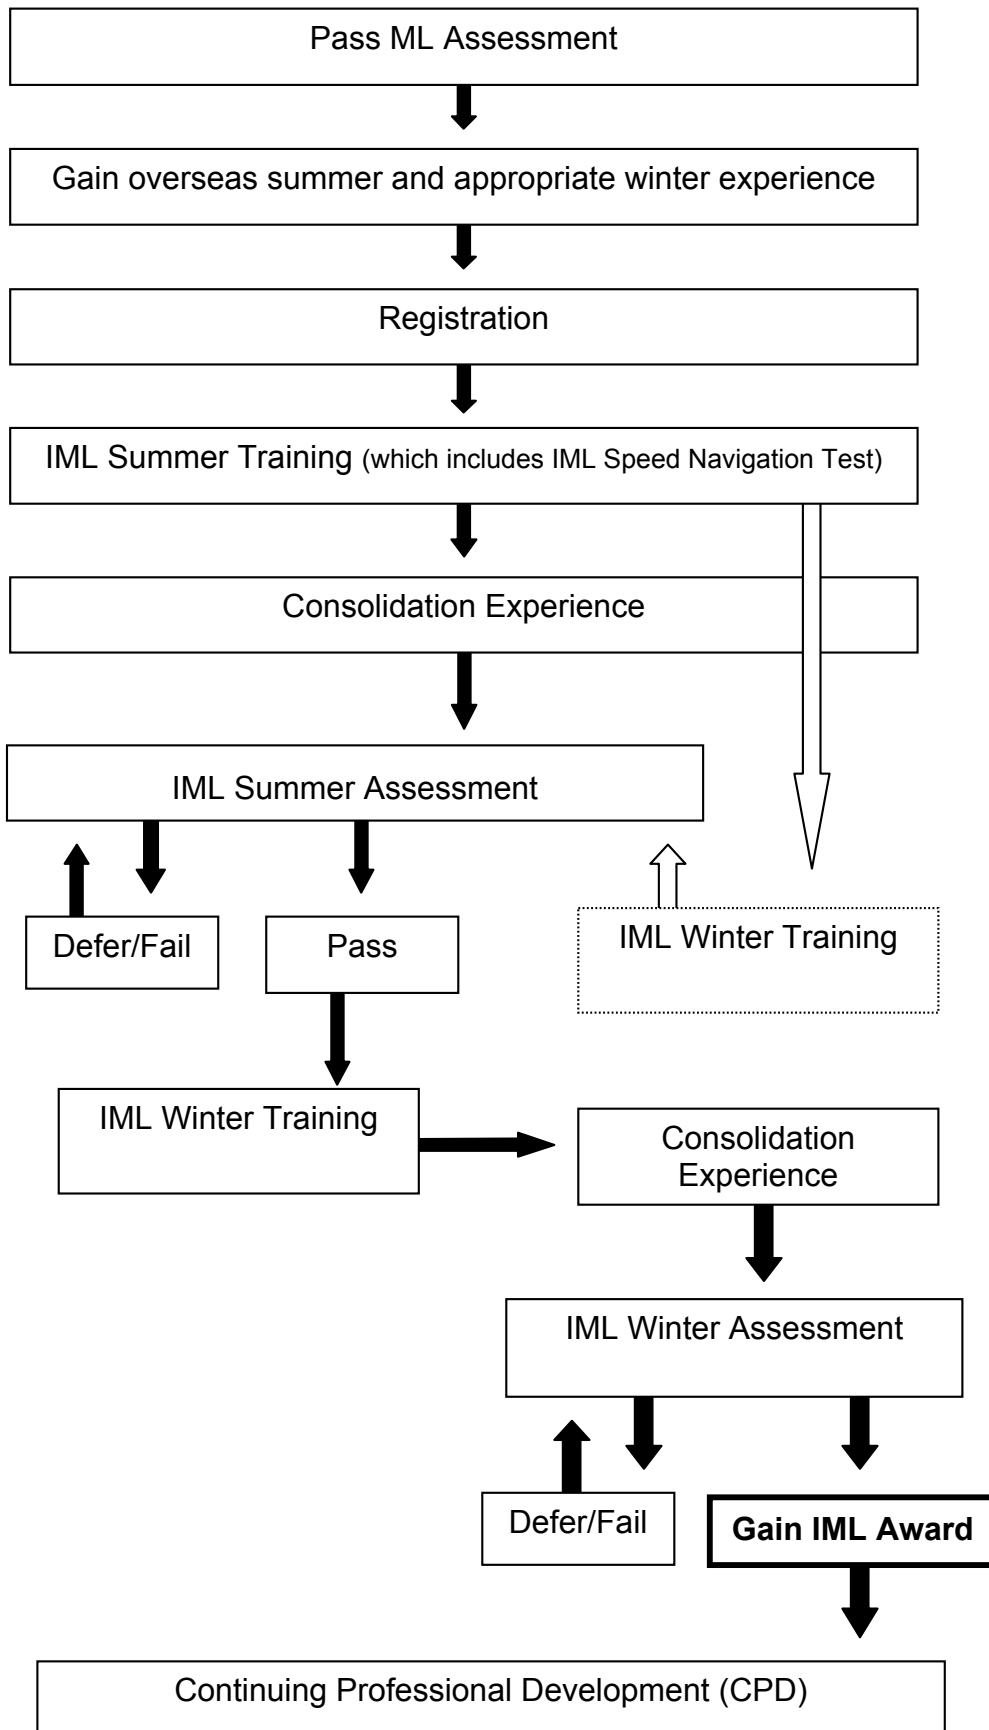 Pass ML Assessment
Gain overseas summer and appropriate winter experience
Registration
IML Summer Training (which includes IML Speed Navigation Test)
Consolidation Experience
IML Summer Assessment
Defer/Fail
Pass
IML Winter Training
IML Winter Training
Consolidation
Experience
IML Winter Assessment
Defer/Fail
Gain IML Award
Continuing Professional Development (CPD)